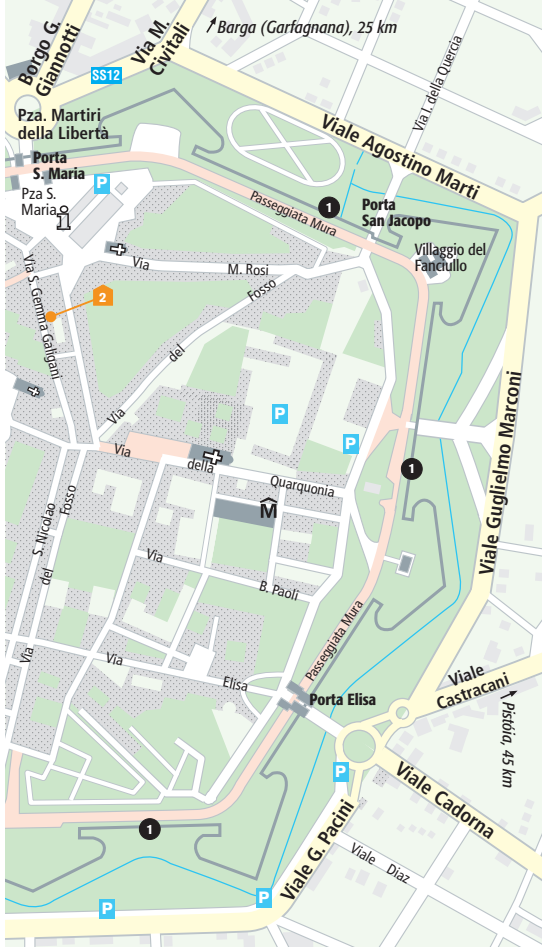 Barga (Garfagnana), 25 km
Borgo G.
Giannotti
Via M.
Civitali
SS12
Via I. della Quercia
Pza. Martiri
della Libertà
Viale Agostino Marti
Porta
S. Maria
P
Pza S.
Maria
i
Passeggiata Mura
1
Porta
San Jacopo
Villaggio del
Fanciullo
Via
M. Rosi
Via S. Gemma Galigani
2
Via
del
Fosso
P
P
Viale Guglielmo Marconi
Via
della
Quarquonia
1
M
S. Nicolao
Via
del
Fosso
Via
B. Paoli
Passeggiata Mura
Via
Elisa
Porta Elisa
Viale
Castracani
Pistóia, 45 km
P
Viale Cadorna
Viale G. Pacini
1
Viale Diaz
P
P